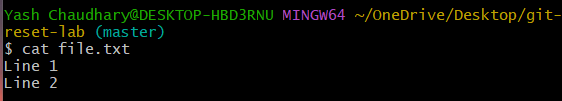 Yash Chaudhary@DESKTOP-HBD3RNU MINGW64 ~/OneDrive/Desktop/git-
reset-lab (master)
$ cat file.txt
Line 1
Line 2